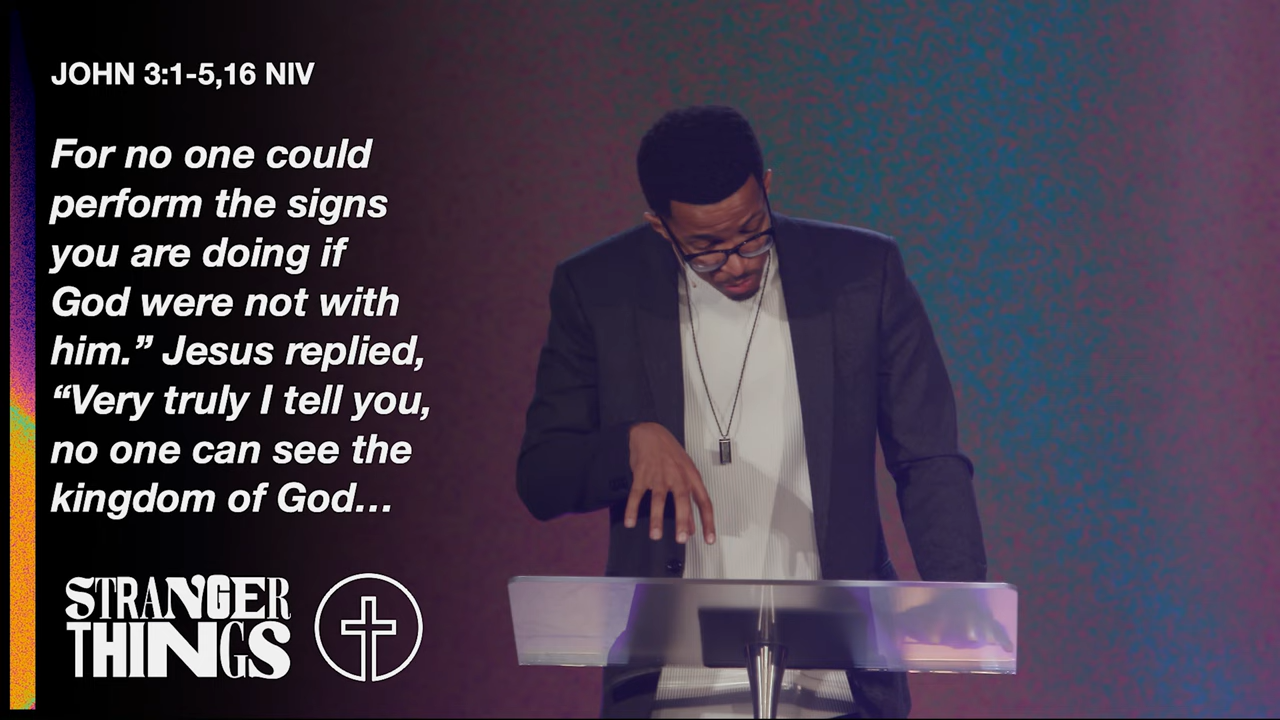 JOHN 3:1-5,16 NIV
For no one could
perform the signs
you are doing if
God were not with
him.” Jesus replied,
“Very truly I tell you,
no one can see the
kingdom of God…
STRANGER
THINGS